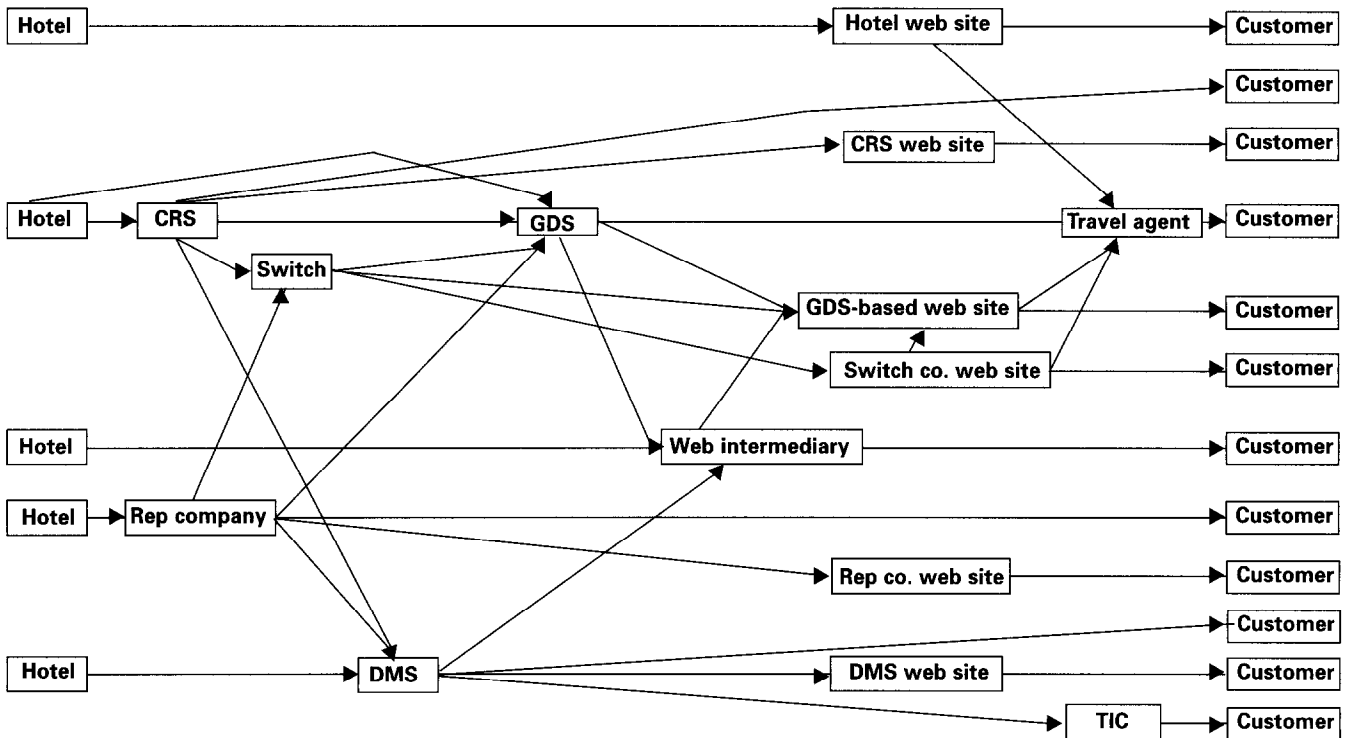 Hotel
Hotel web site
Customer
Customer
CRS web site
Customer
Hotel
CRS
GDS
Travel agent
Customer
Switch
GDS-based web site
Customer
Switch co. web site
Customer
Hotel
Web intermediary
Customer
Hotel
Rep company
Customer
Rep co. web site
Customer
Customer
Hotel
DMS
DMS web site
Customer
TIC
Customer